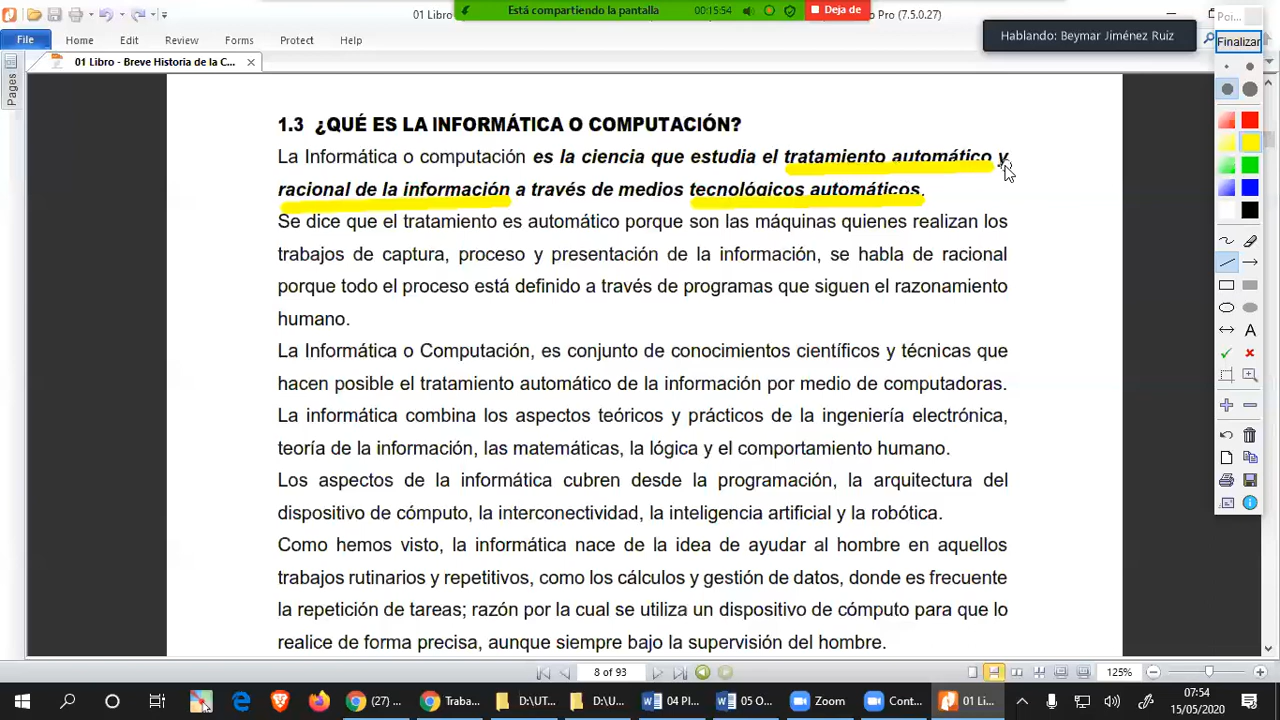 Está compartiendo la pantalla
00:15:54
Deja de
01 Libro
Pro (7.5.0.27)
Hablando: Beymar Jiménez Ruiz
Por...
Finalizar
File
Home
Edit
Review
Forms
Protect
Help
01 Libro - Breve Historia de la C...
Pages
1.3 ¿QUÉ ES LA INFORMÁTICA O COMPUTACIÓN?
La Informática o computación es la ciencia que estudia el tratamiento automático y
racional de la información a través de medios tecnológicos automáticos.
Se dice que el tratamiento es automático porque son las máquinas quienes realizan los
trabajos de captura, proceso y presentación de la información, se habla de racional
porque todo el proceso está definido a través de programas que siguen el razonamiento
humano.
La Informática o Computación, es conjunto de conocimientos científicos y técnicas que
hacen posible el tratamiento automático de la información por medio de computadoras.
La informática combina los aspectos teóricos y prácticos de la ingeniería electrónica,
teoría de la información, las matemáticas, la lógica y el comportamiento humano.
Los aspectos de la informática cubren desde la programación, la arquitectura del
dispositivo de cómputo, la interconectividad, la inteligencia artificial y la robótica.
Como hemos visto, la informática nace de la idea de ayudar al hombre en aquellos
trabajos rutinarios y repetitivos, como los cálculos y gestión de datos, donde es frecuente
la repetición de tareas; razón por la cual se utiliza un dispositivo de cómputo para que lo
realice de forma precisa, aunque siempre bajo la supervisión del hombre.
A
8 of 93
125%
(27) ...
Traba...
D:\UT...
D:\U...
04 Pl...
05 O...
Zoom
Cont...
01 Li...
07:54
15/05/2020